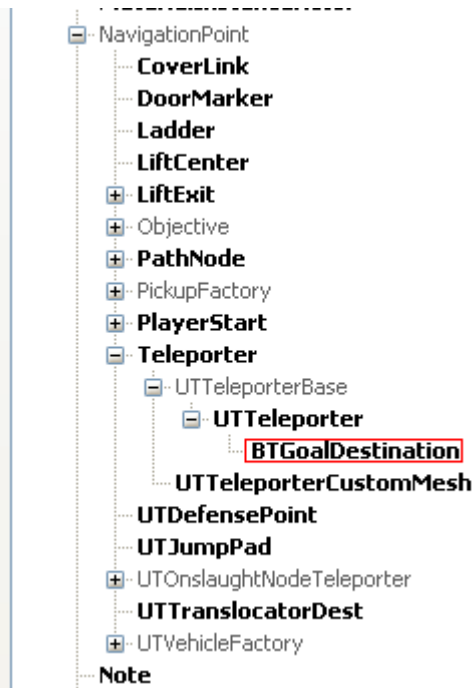 NavigationPoint
CoverLink
DoorMarker
Ladder
LiftCenter
LiftExit
Objective
PathNode
PickupFactory
PlayerStart
Teleporter
UTTeleporterBase
UTTeleporter
BTGoalDestination
UTTeleporterCustomMesh
UTDefensePoint
UTJumpPad
UTOnslaughtNodeTeleporter
UTTranslocatorDest
UTVehicleFactory
Note